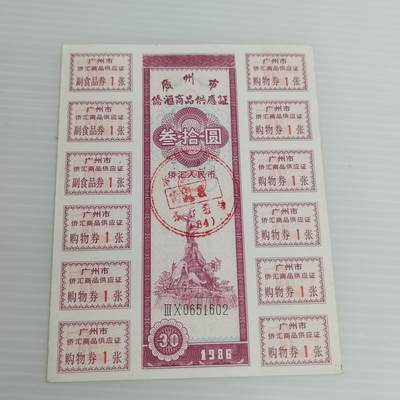 广州市
侨汇商品供应证
副食品券1张
广州市
侨汇商品供应证
副食品券1张
广州市
侨汇商品供应证
副食品券1张
广州市
侨汇商品供应证
购物券1张
广州市
侨汇商品供应证
购物券1张
广州市
侨汇商品供应证
购物券1张
广州市
侨汇商品供应证
叁拾圆
侨汇人民币
(84)
ⅢX0651602
30
1986
广州市
侨汇商品供应证
购物券1张
广州市
侨汇商品供应证
购物券1张
广州市
侨汇商品供应证
购物券1张
广州市
侨汇商品供应证
购物券1张
广州市
侨汇商品供应证
购物券1张
广州市
侨汇商品供应证
购物券1张